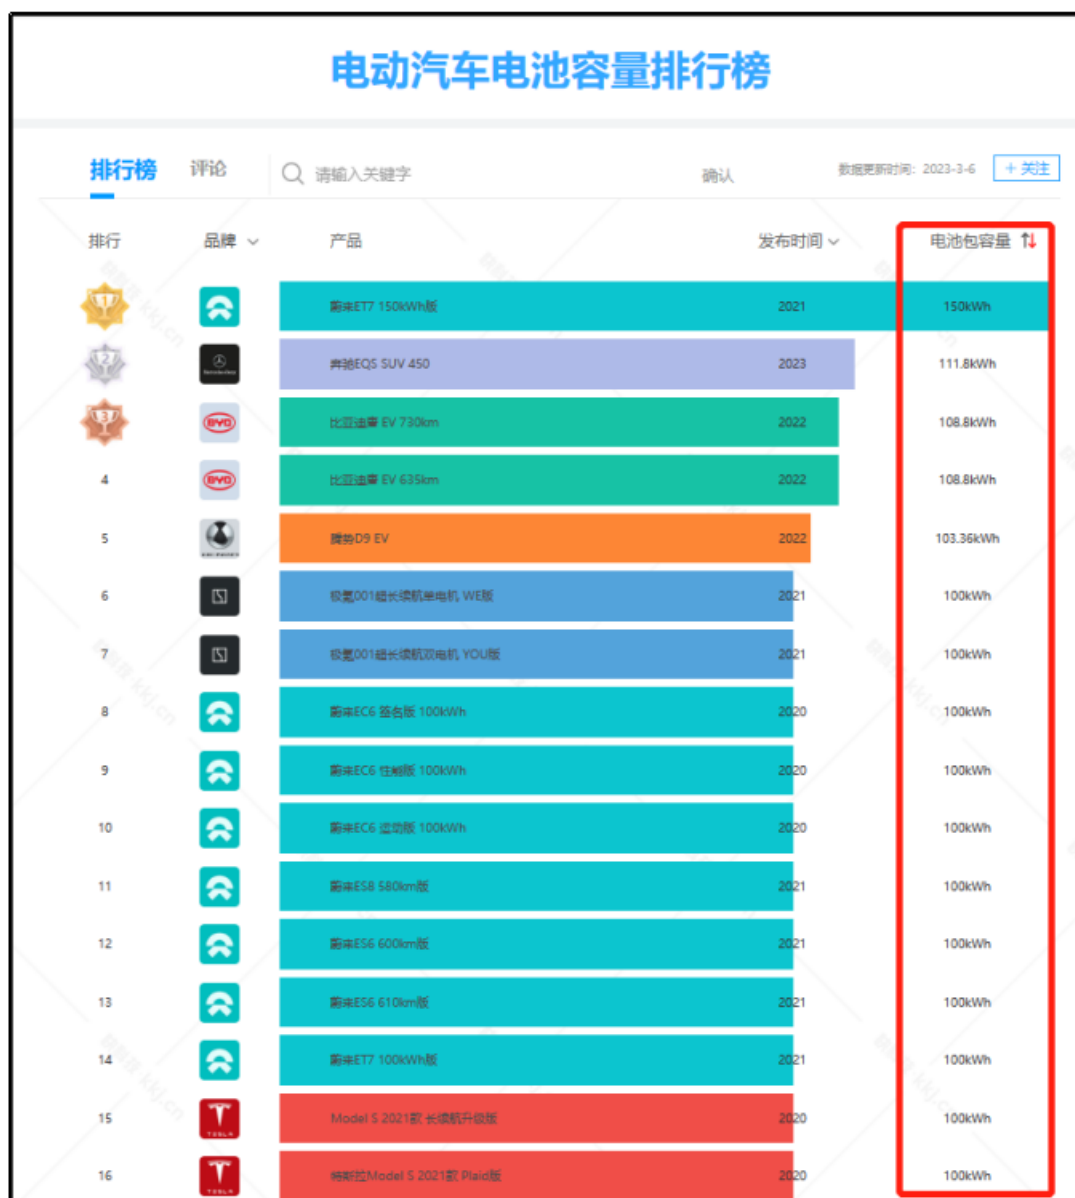 电动汽车电池容量排行榜
排行榜 评论 请输入关键字 确认 数据更新时间：2023-3-6 + 关注
排行 品牌 产品 发布时间 电池包容量
1 蔚来ET7 150kWh版 2021 150kWh
2 Mercedes-Benz 奔驰EQS SUV 450 2023 111.8kWh
3 BYD 比亚迪唐 EV 730km 2022 108.8kWh
4 BYD 比亚迪唐 EV 635km 2022 108.8kWh
5 腾势D9 EV 2022 103.36kWh
6 极氪001超长续航单电机 WE版 2021 100kWh
7 极氪001超长续航双电机 YOU版 2021 100kWh
8 蔚来EC6 签名版 100kWh 2020 100kWh
9 蔚来EC6 性能版 100kWh 2020 100kWh
10 蔚来EC6 运动版 100kWh 2020 100kWh
11 蔚来ES8 580km版 2021 100kWh
12 蔚来ES6 600km版 2021 100kWh
13 蔚来ES6 610km版 2021 100kWh
14 蔚来ET7 100kWh版 2021 100kWh
15 TESLA Model S 2021款 长续航升级版 2020 100kWh
16 TESLA 特斯拉Model S 2021款 Plaid版 2020 100kWh